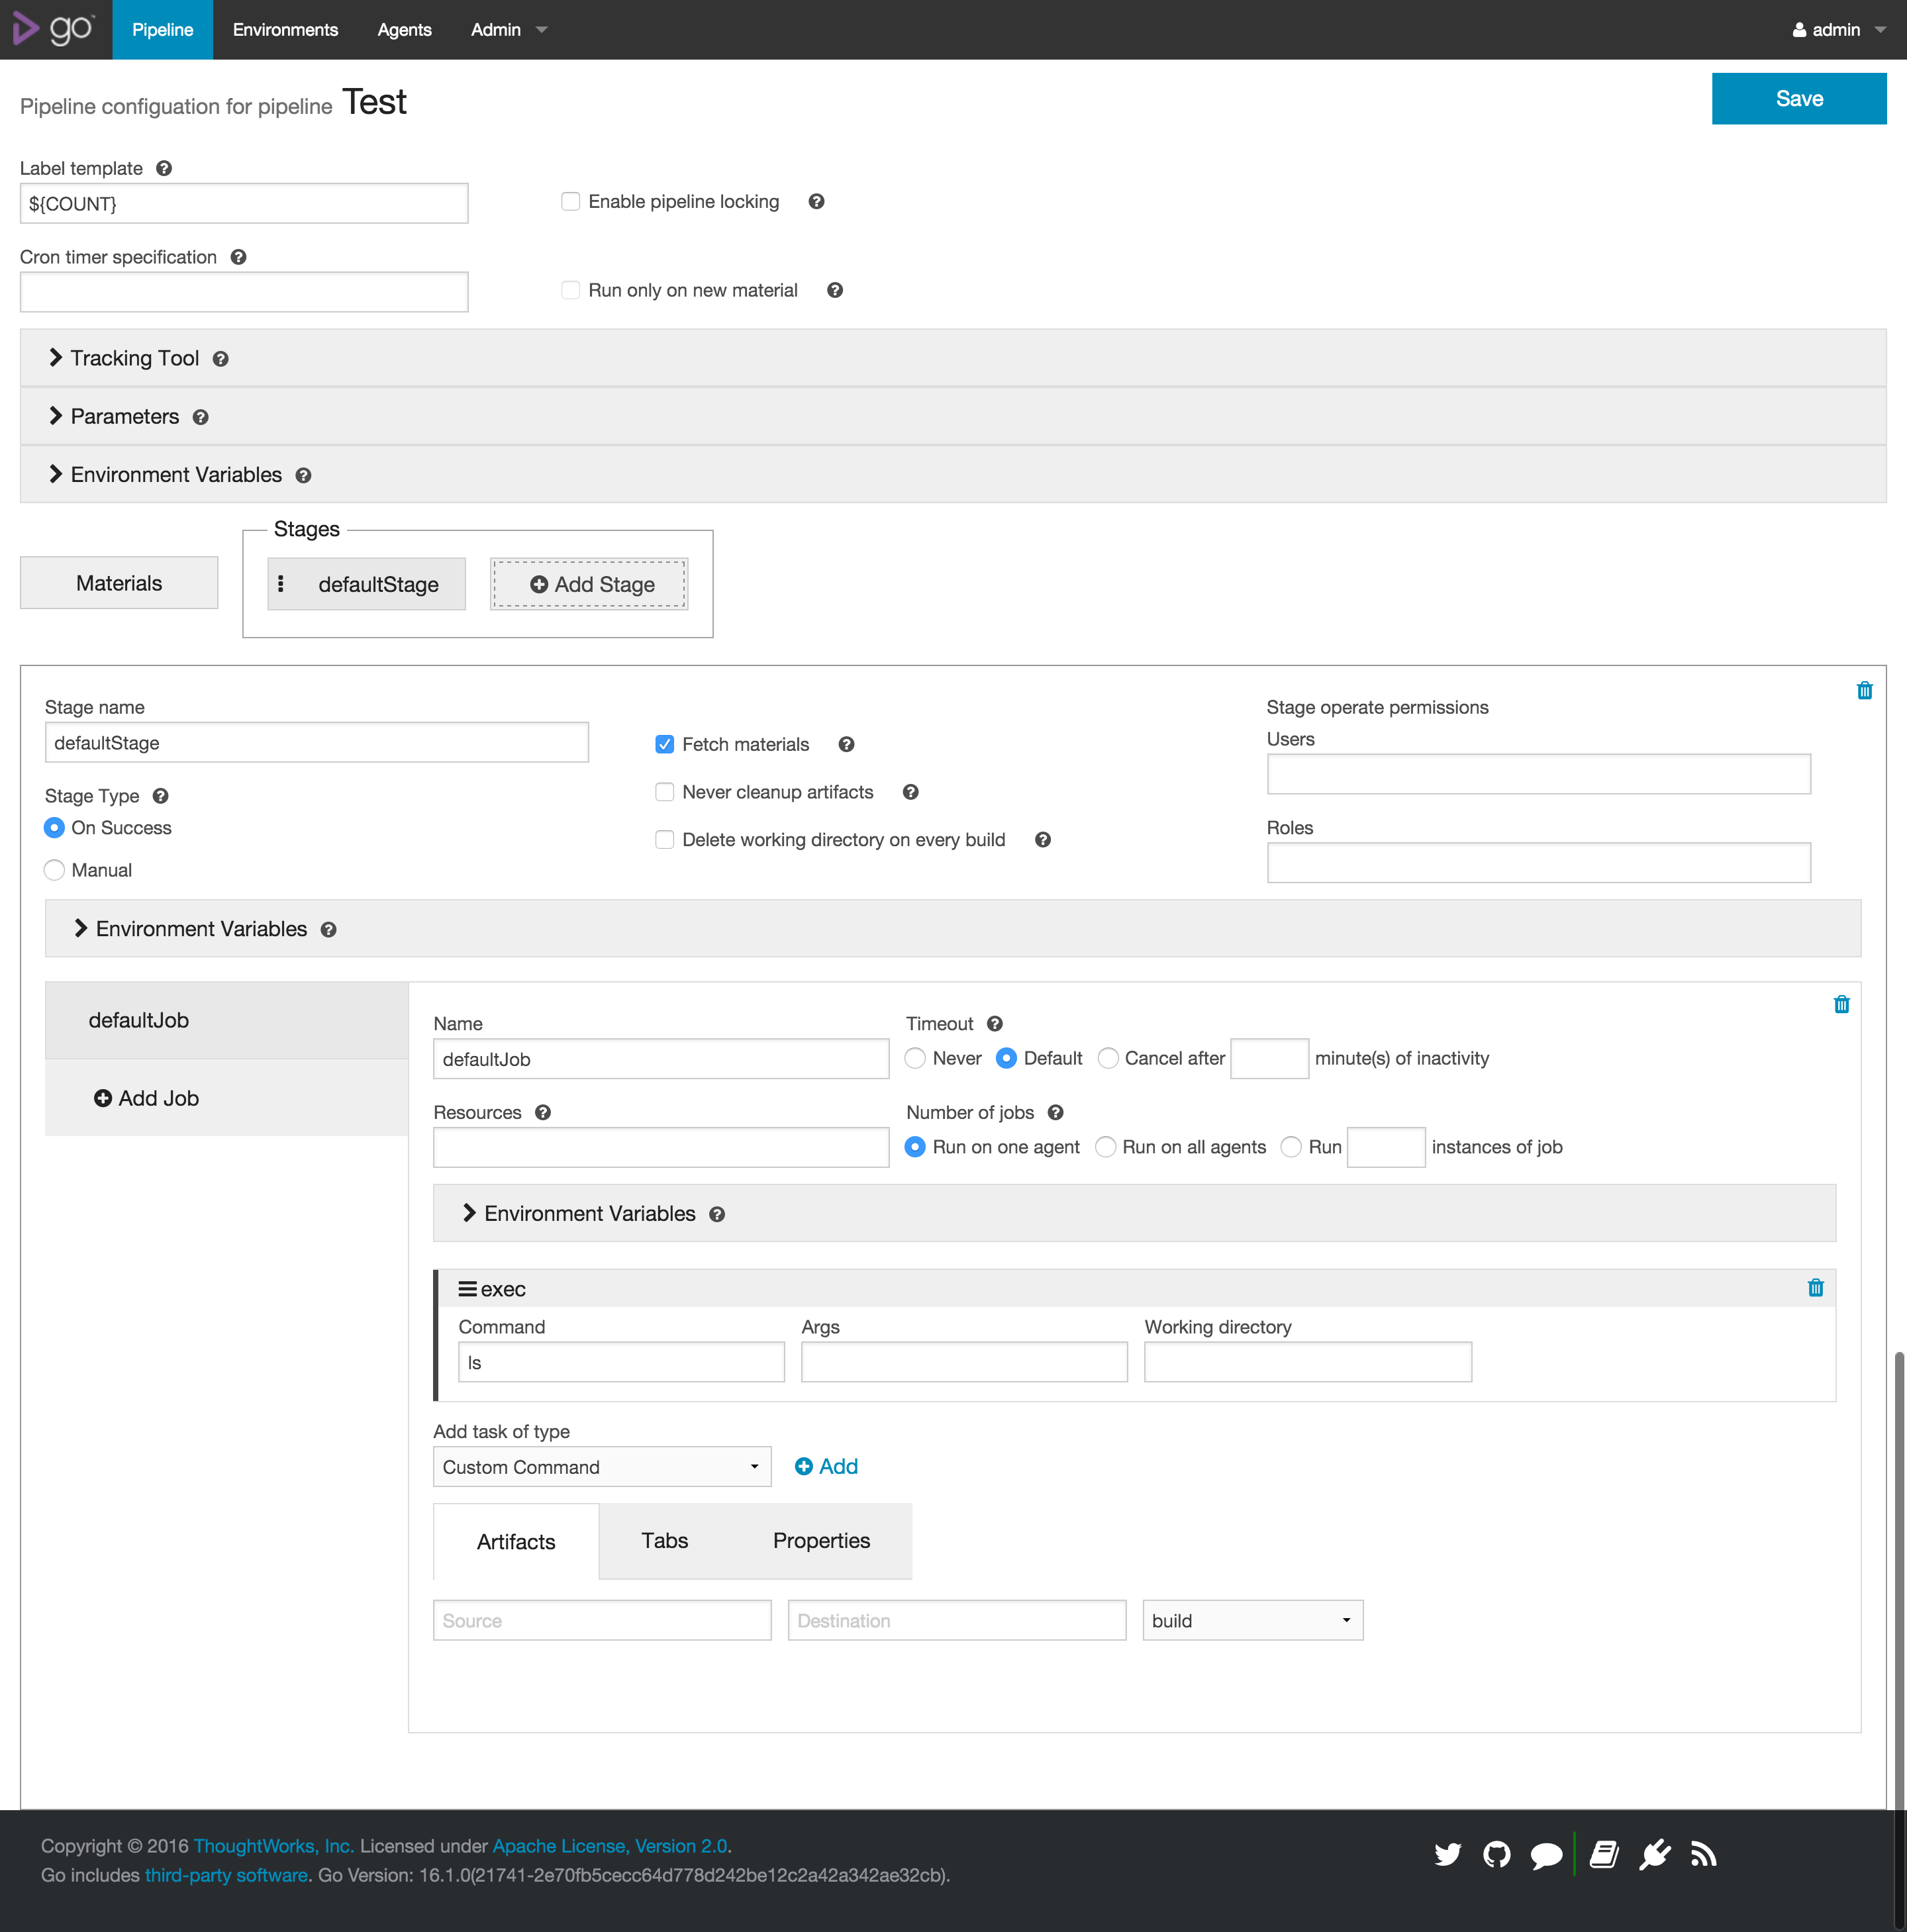 go
Pipeline Environments Agents Admin admin
Pipeline configuation for pipeline Test
Save
Label template
${COUNT}
Enable pipeline locking
Cron timer specification
Run only on new material
Tracking Tool
Parameters
Environment Variables
Stages
Materials
defaultStage
Add Stage
Stage name
defaultStage
Stage Type
On Success
Manual
Fetch materials
Never cleanup artifacts
Delete working directory on every build
Stage operate permissions
Users
Roles
Environment Variables
defaultJob
Add Job
Name
defaultJob
Timeout
Never Default Cancel after minute(s) of inactivity
Resources
Number of jobs
Run on one agent Run on all agents Run instances of job
Environment Variables
exec
Command Args Working directory
ls
Add task of type
Custom Command
Add
Artifacts Tabs Properties
Source Destination build
Copyright © 2016 ThoughtWorks, Inc. Licensed under Apache License, Version 2.0.
Go includes third-party software. Go Version: 16.1.0(21741-2e70fb5cecc64d778d242be12c2a42a342ae32cb).